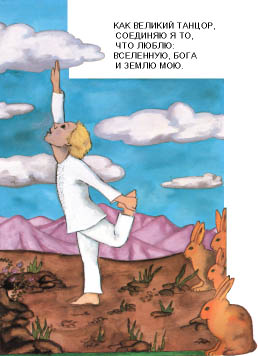 КАК ВЕЛИКИЙ ТАНЦОР,
СОЕДИНЯЮ Я ТО,
ЧТО ЛЮБЛЮ:
ВСЕЛЕННУЮ, БОГА
И ЗЕМЛЮ МОЮ.